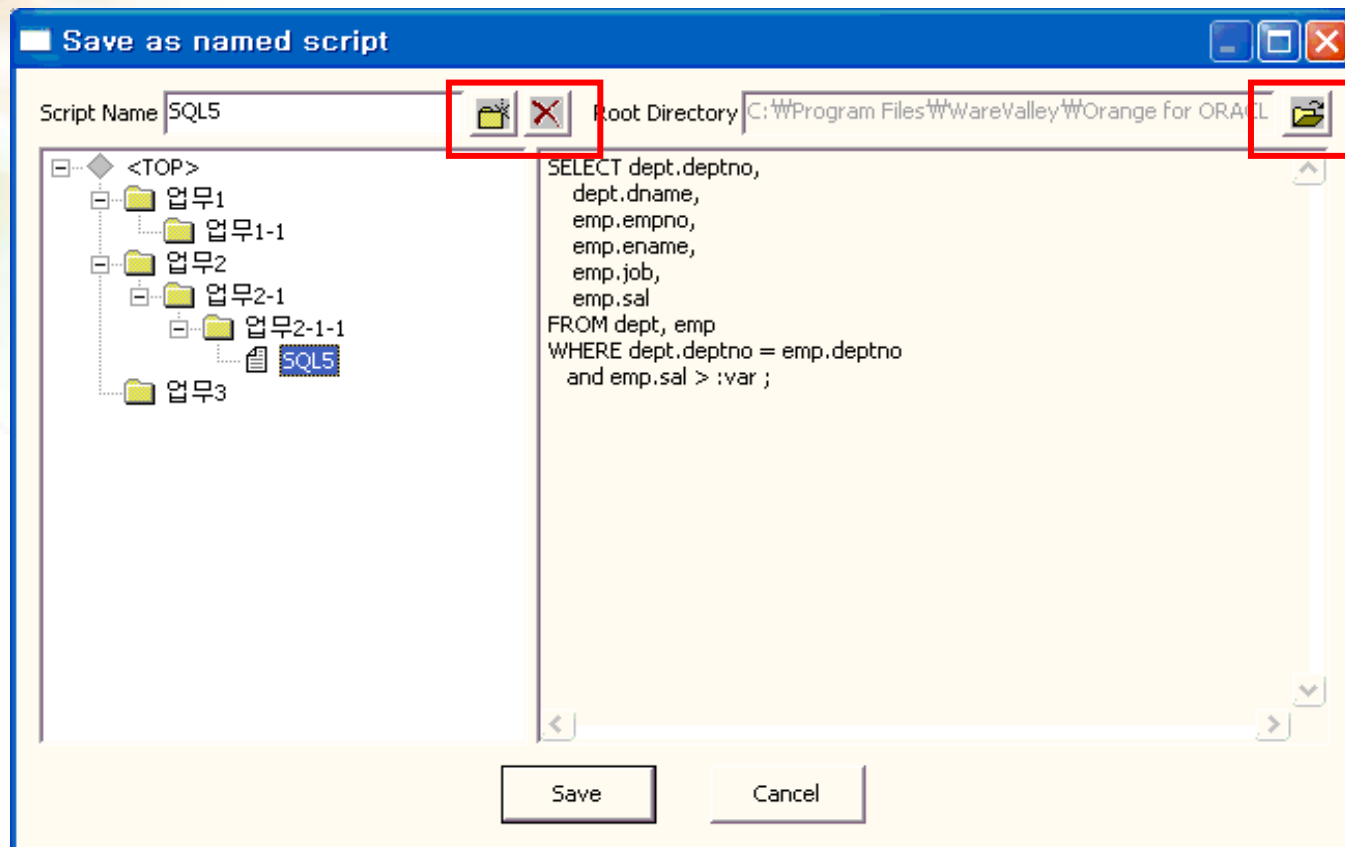 Save as named script
Script Name SQL5 Root Directory C:₩Program Files₩WareValley₩Orange for ORACL
<TOP>
업무1
업무1-1
업무2
업무2-1
업무2-1-1
SQL5
업무3
SELECT dept.deptno,
dept.dname,
emp.empno,
emp.ename,
emp.job,
emp.sal
FROM dept, emp
WHERE dept.deptno = emp.deptno
and emp.sal > :var ;
Save Cancel